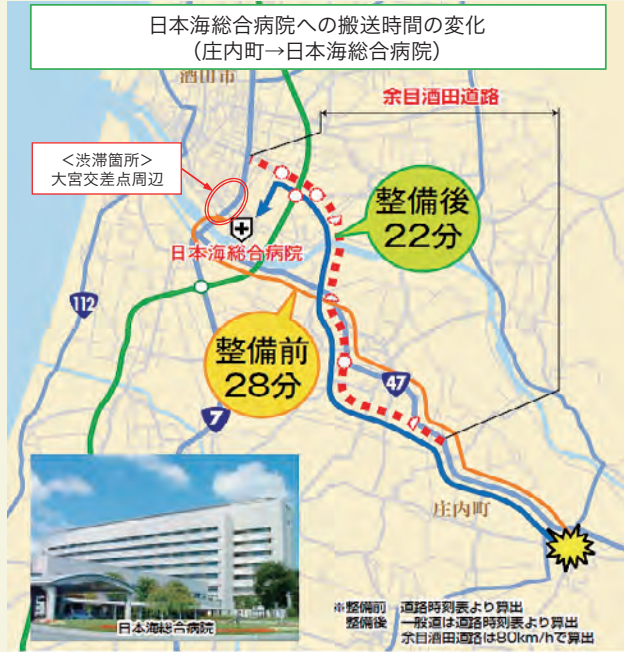 日本海総合病院への搬送時間の変化
(庄内町→日本海総合病院)
酒田市
余目酒田道路
<渋滞箇所>
大宮交差点周辺
整備後
22分
日本海総合病院
112
整備前
28分
47
7
庄内町
日本海総合病院
※整備前 道路時刻表より算出
整備後 一般道は道路時刻表より算出
余目酒田道路は80km/hで算出